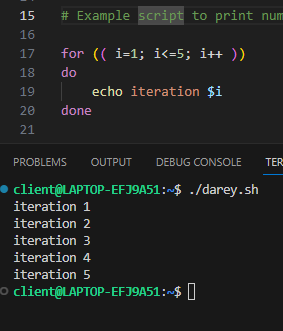 15 # Example script to print num
16
17 for (( i=1; i<=5; i++ ))
18 do
19 echo iteration $i
20 done
21
PROBLEMS OUTPUT DEBUG CONSOLE TER
client@LAPTOP-EFJ9A51:~$ ./darey.sh
iteration 1
iteration 2
iteration 3
iteration 4
iteration 5
client@LAPTOP-EFJ9A51:~$